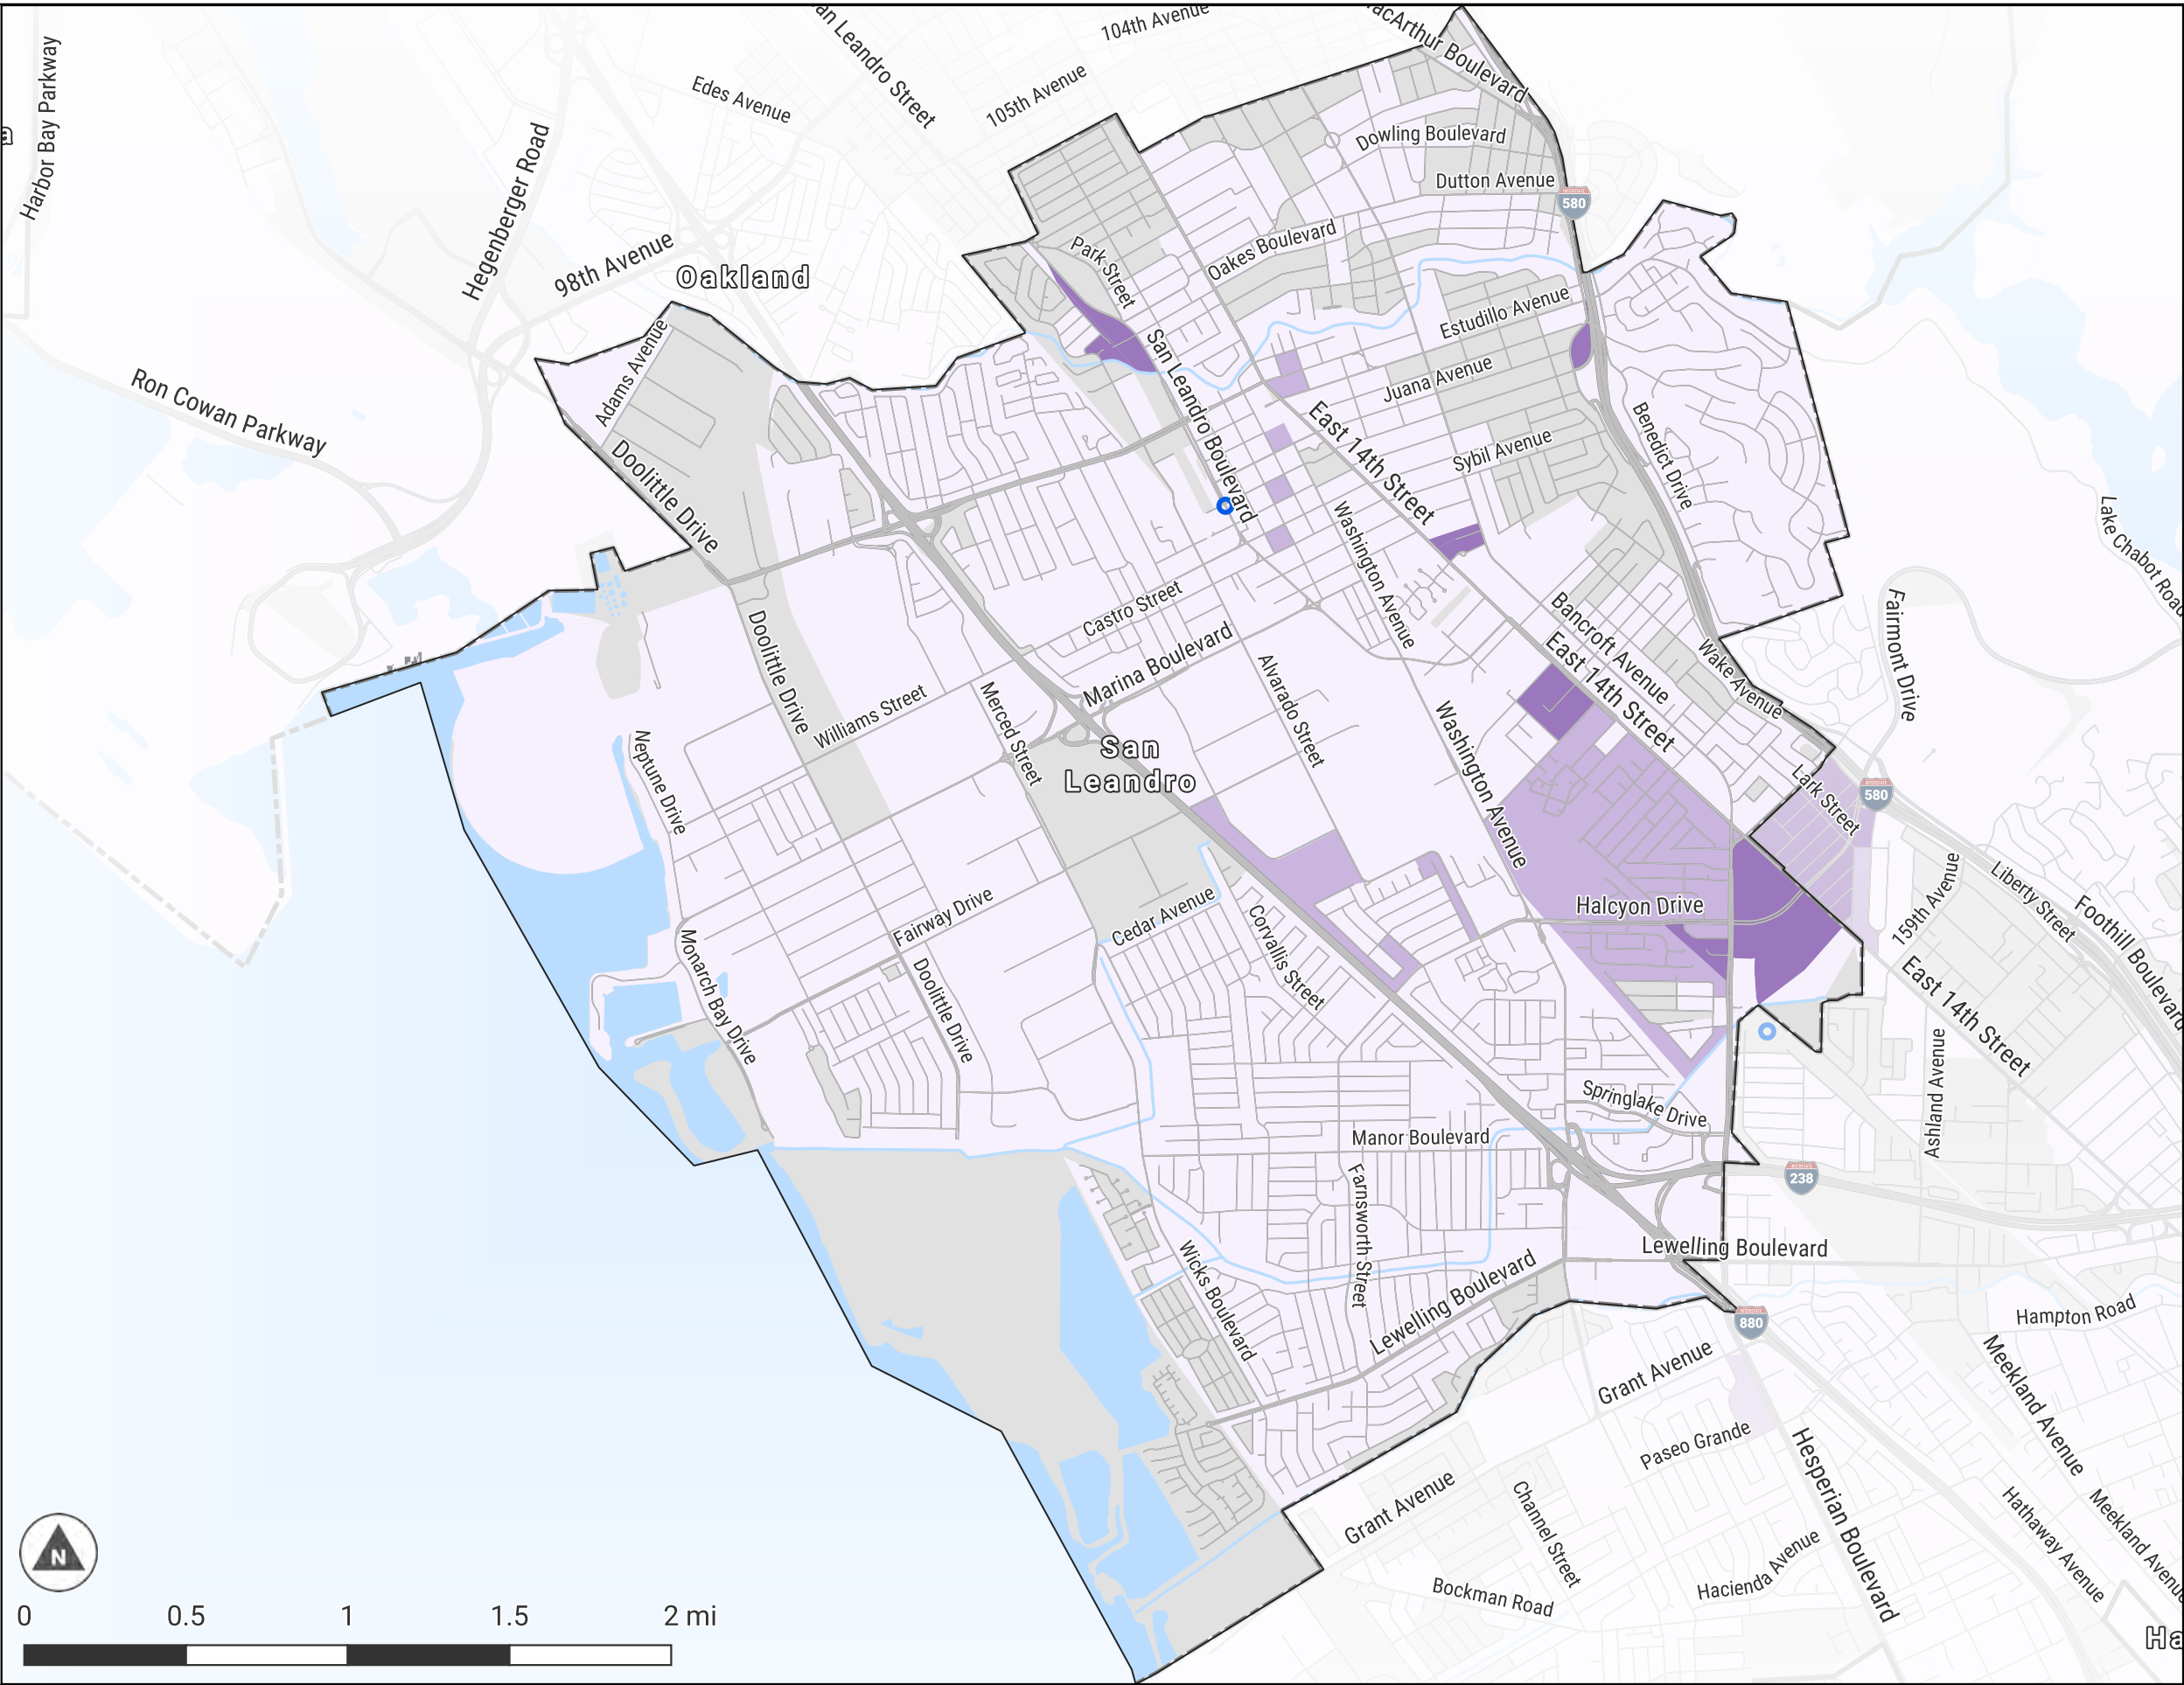 104th Avenue
acArthur Boulevard
an Leandro Street
Harbor Bay Parkway
Edes Avenue
105th Avenue
Dowling Boulevard
Dutton Avenue
580
Hegenberger Road
98th Avenue
Oakland
Park Street
Oakes Boulevard
Estudillo Avenue
Adams Avenue
San Leandro Boulevard
Juana Avenue
Ron Cowan Parkway
East 14th Street
Benedict Drive
Sybil Avenue
Doolittle Drive
Washington Avenue
Lake Chabot Road
Castro Street
Bancroft Avenue
Fairmont Drive
Doolittle Drive
Marina Boulevard
East 14th Street
Wake Avenue
Williams Street
Merced Street
Alvarado Street
Washington Avenue
Neptune Drive
San
Leandro
Lark Street
580
Halcyon Drive
159th Avenue
Liberty Street
Foothill Boulevard
Fairway Drive
Cedar Avenue
Corvallis Street
Monarch Bay Drive
Doolittle Drive
East 14th Street
Ashland Avenue
Springlake Drive
Manor Boulevard
238
Farnsworth Street
Wicks Boulevard
Lewelling Boulevard
Lewelling Boulevard
880
Hampton Road
Grant Avenue
Meekland Avenue
Paseo Grande
Hesperian Boulevard
Grant Avenue
Channel Street
Hathaway Avenue
Meekland Avenue
Hacienda Avenue
Bockman Road
N
0 0.5 1 1.5 2 mi
Ha